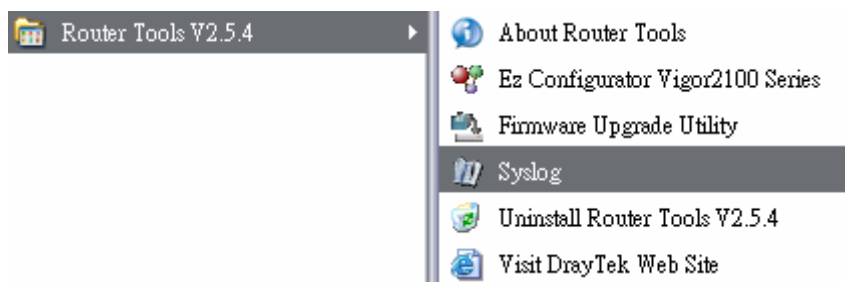 Router Tools V2.5.4
About Router Tools
Ez Configurator Vigor2100 Series
Firmware Upgrade Utility
Syslog
Uninstall Router Tools V2.5.4
Visit DrayTek Web Site